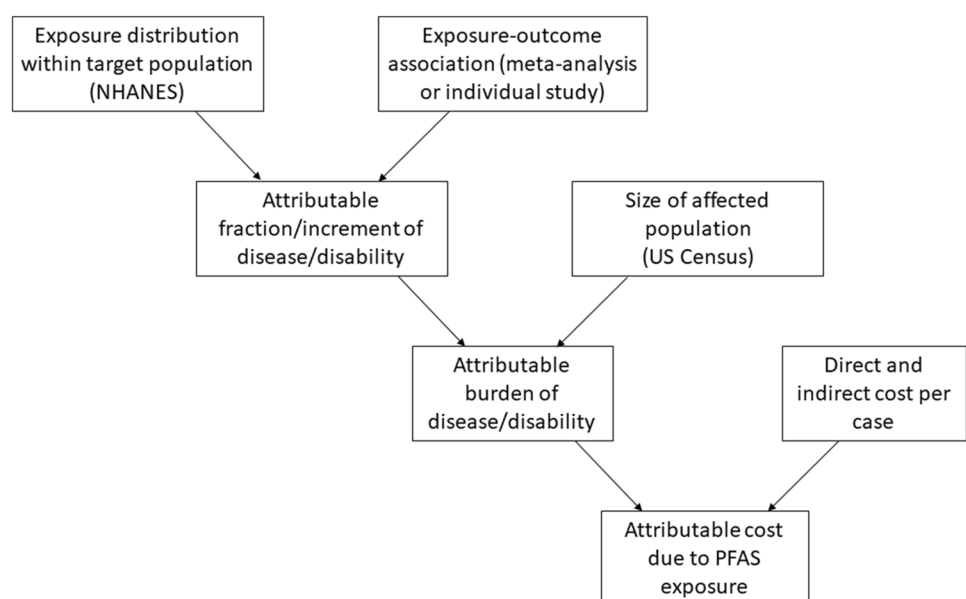 Exposure distribution
within target population
(NHANES)
Exposure-outcome
association (meta-analysis
or individual study)
Attributable
fraction/increment of
disease/disability
Size of affected
population
(US Census)
Attributable
burden of
disease/disability
Direct and
indirect cost per
case
Attributable cost
due to PFAS
exposure